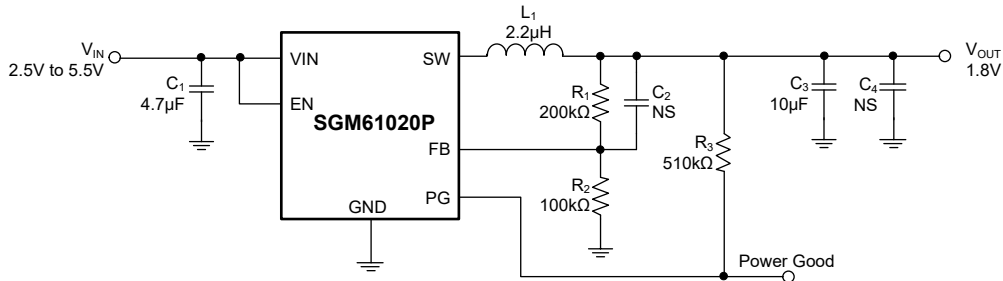 VIN
2.5V to 5.5V
C1
4.7µF
VIN
EN
SGM61020P
GND
SW
FB
PG
L1
2.2µH
R1
200kΩ
C2
NS
R2
100kΩ
R3
510kΩ
C3
10µF
C4
NS
VOUT
1.8V
Power Good